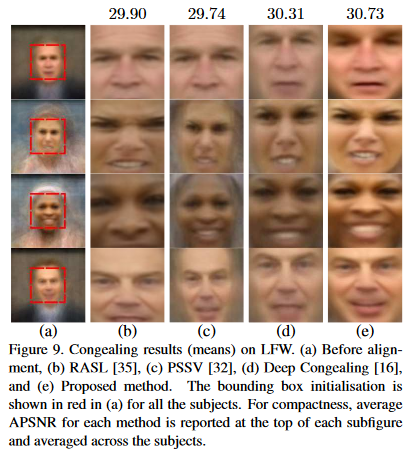 29.90 29.74 30.31 30.73
(a) (b) (c) (d) (e)
Figure 9. Congealing results (means) on LFW. (a) Before align-
ment, (b) RASL [35], (c) PSSV [32], (d) Deep Congealing [16],
and (e) Proposed method. The bounding box initialisation is
shown in red in (a) for all the subjects. For compactness, average
APSNR for each method is reported at the top of each subfigure
and averaged across the subjects.